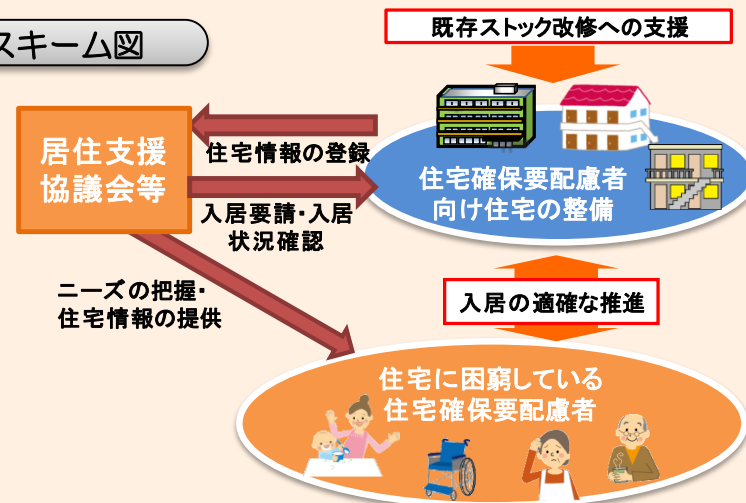 スキーム図
既存ストック改修への支援
居住支援
協議会等
住宅情報の登録
入居要請・入居
状況確認
住宅確保要配慮者
向け住宅の整備
ニーズの把握・
住宅情報の提供
入居の適確な推進
住宅に困窮している
住宅確保要配慮者